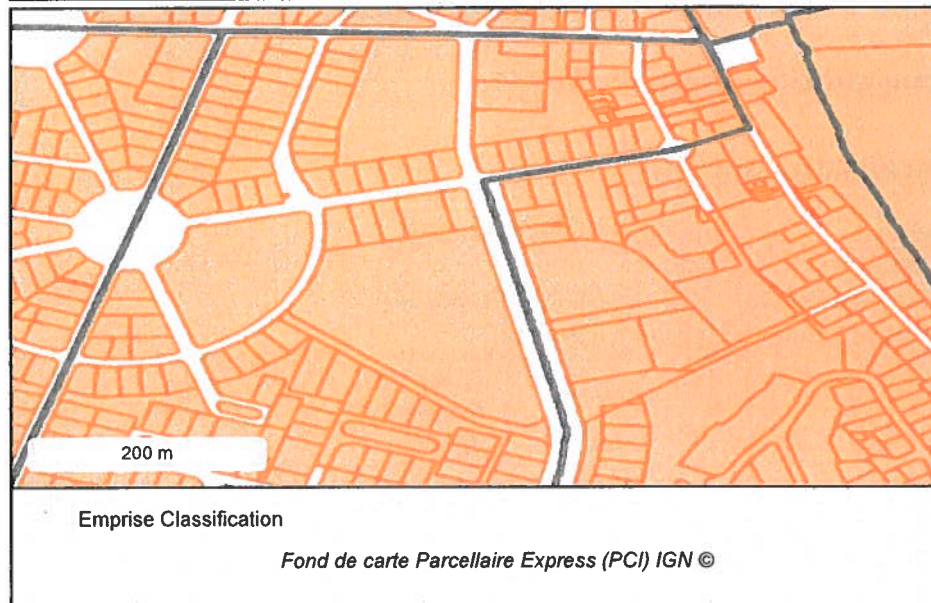 200 m
Emprise Classification
Fond de carte Parcellaire Express (PCI) IGN ©